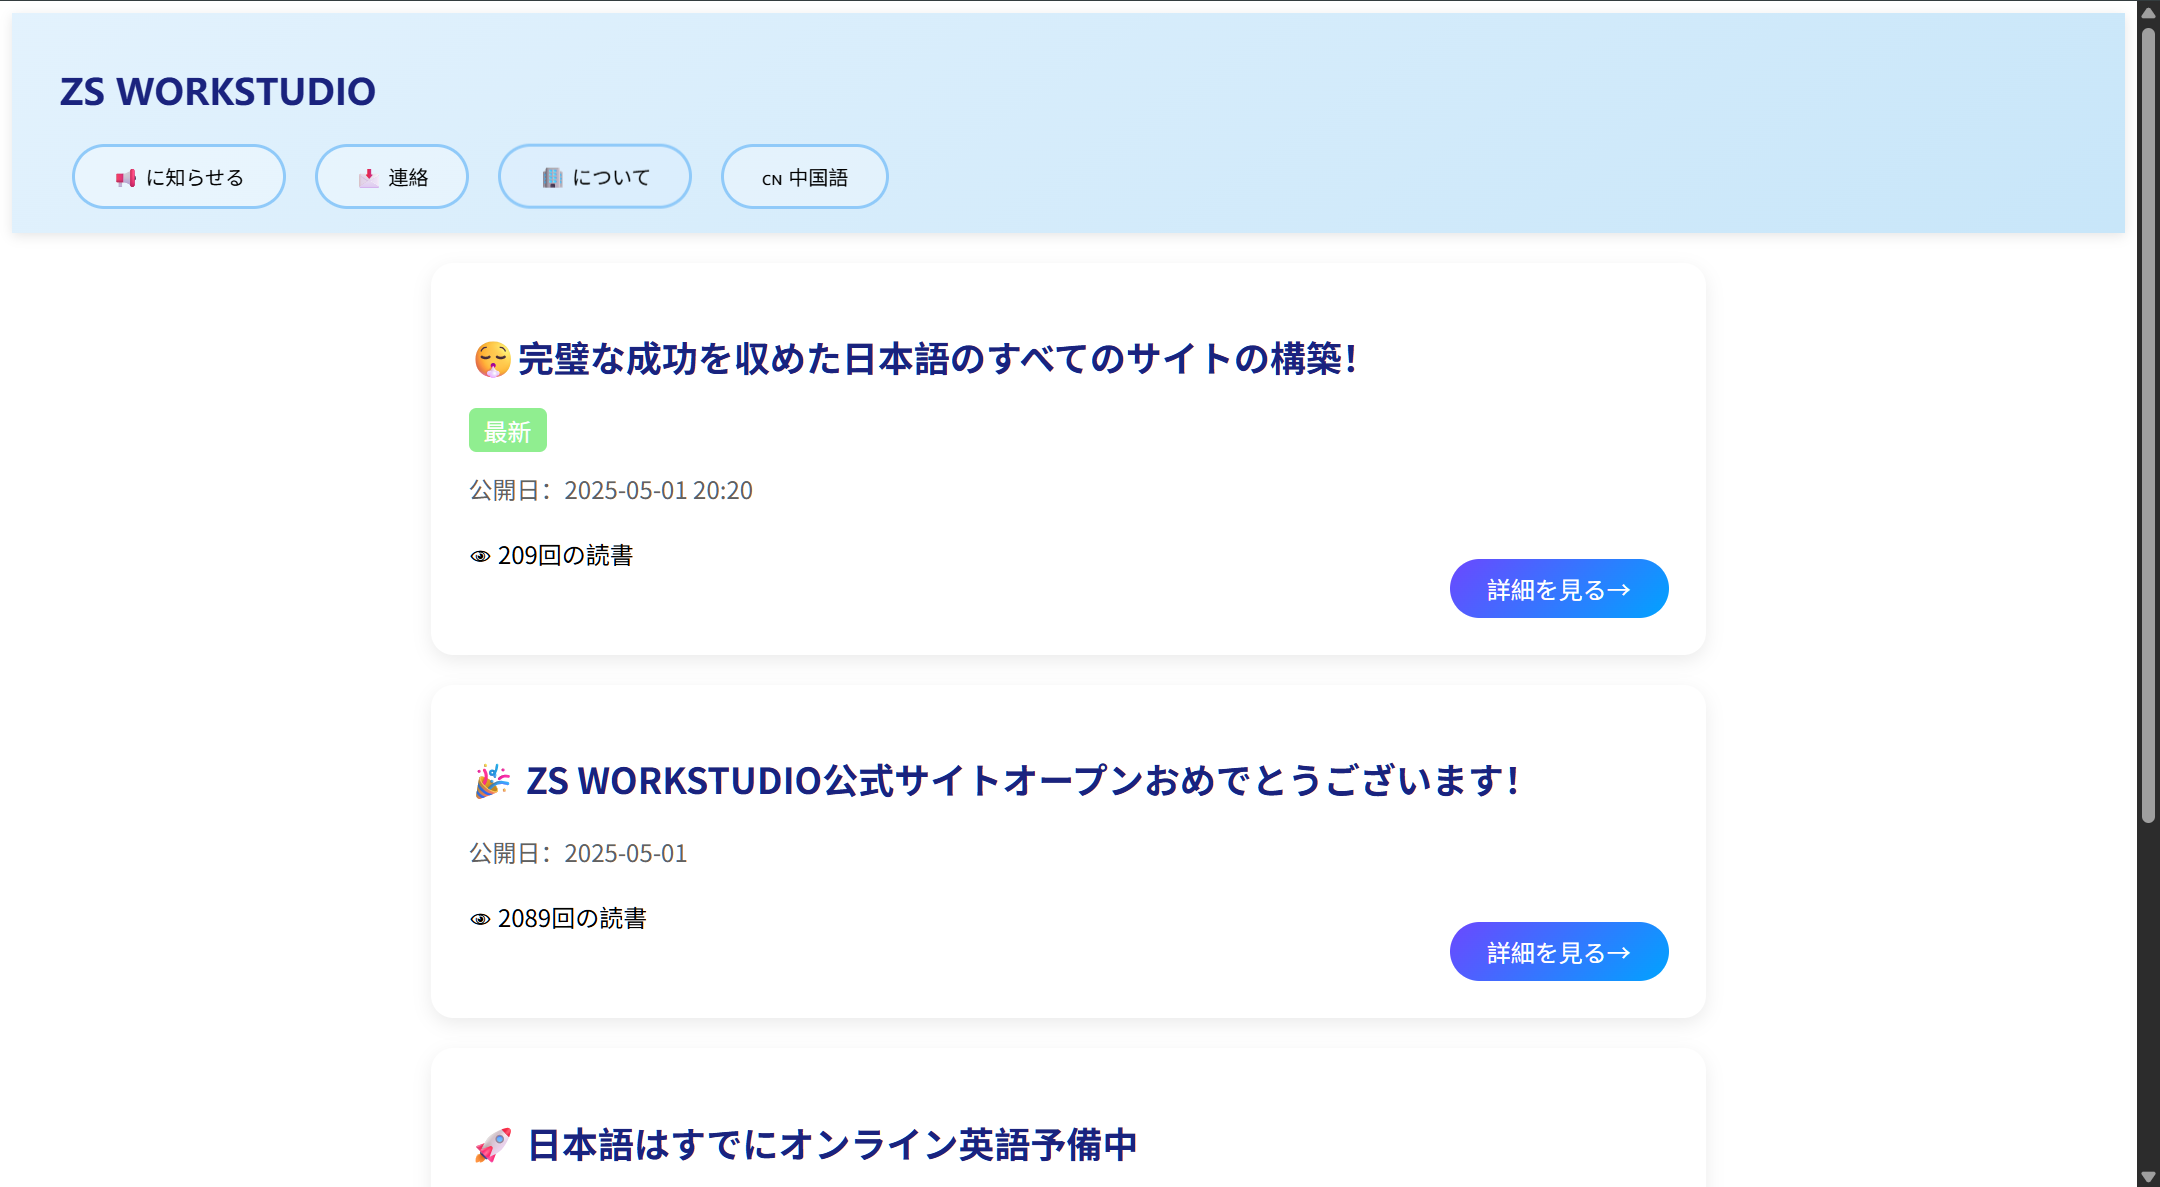 ZS WORKSTUDIO
📢 に知らせる 📩 連絡 🏢 について CN 中国語
😮‍💨完璧な成功を収めた日本語のすべてのサイトの構築！
最新
公開日：2025-05-01 20:20
👁 209回の読書
詳細を見る→
🎉 ZS WORKSTUDIO公式サイトオープンおめでとうございます！
公開日：2025-05-01
👁 2089回の読書
詳細を見る→
🚀 日本語はすでにオンライン英語予備中